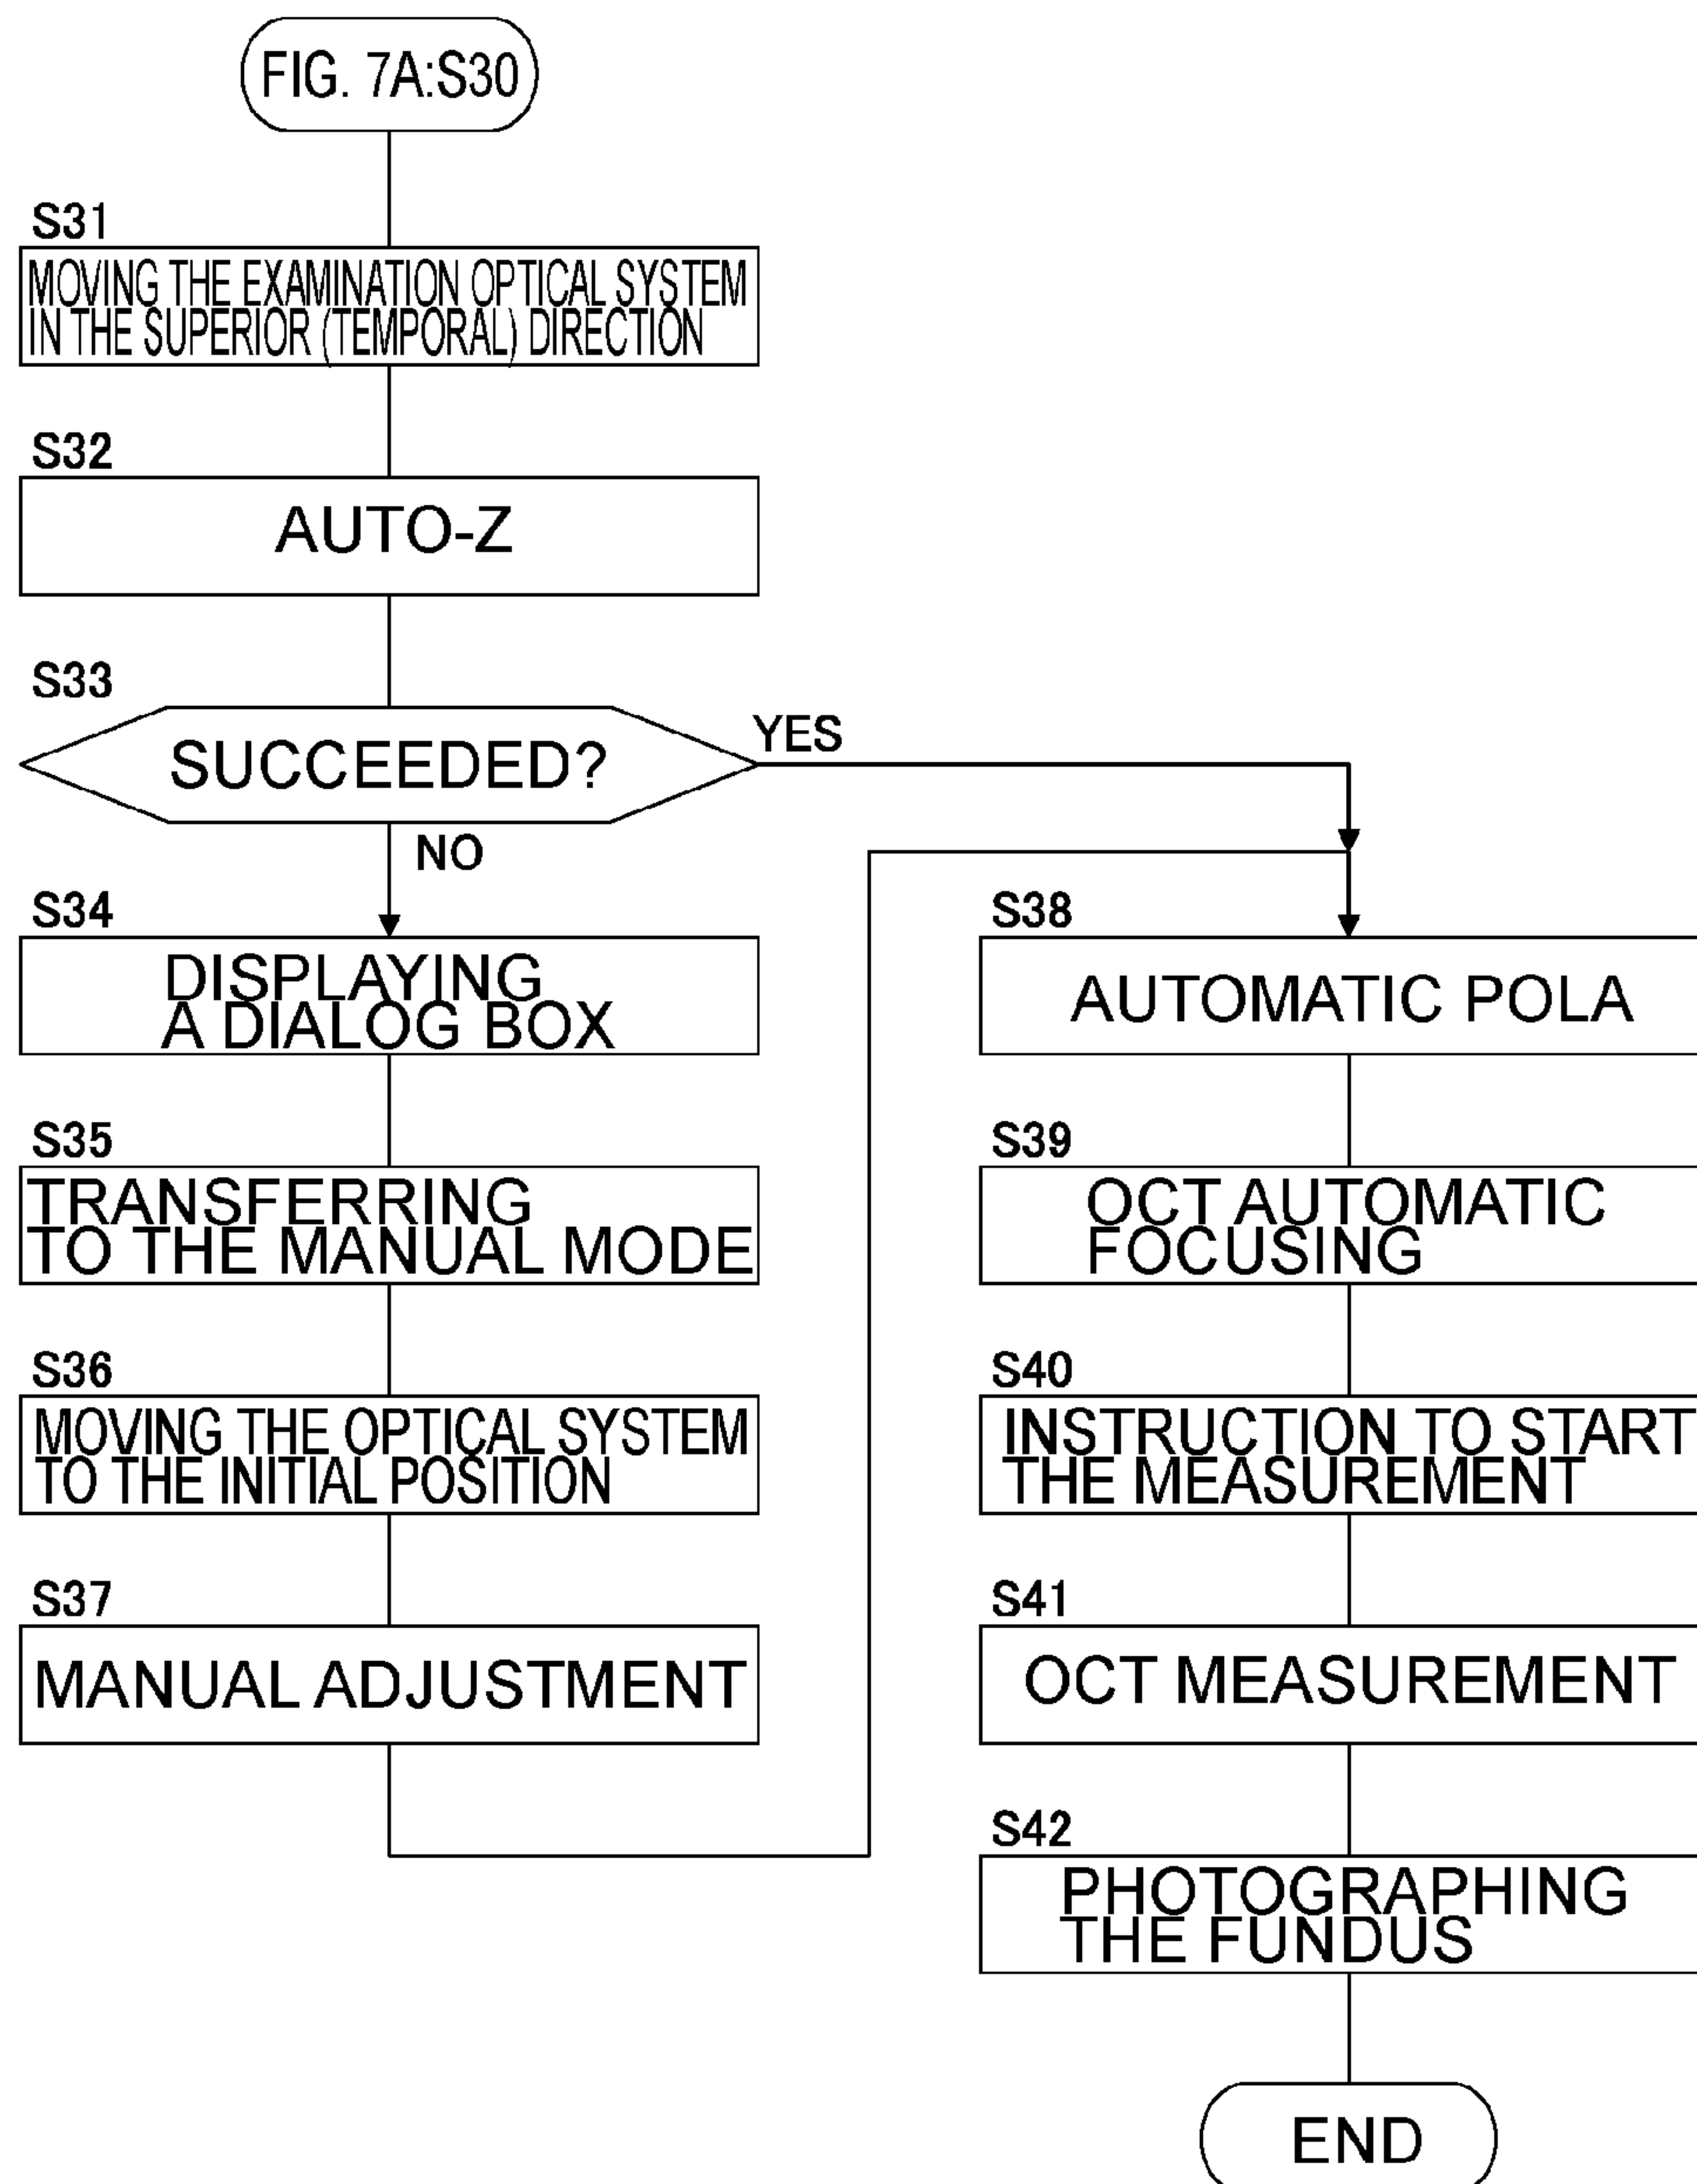 FIG. 7A:S30
S31
MOVING THE EXAMINATION OPTICAL SYSTEM
IN THE SUPERIOR (TEMPORAL) DIRECTION
S32
AUTO-Z
S33
SUCCEEDED?
YES
NO
S34
DISPLAYING
A DIALOG BOX
S35
TRANSFERRING
TO THE MANUAL MODE
S36
MOVING THE OPTICAL SYSTEM
TO THE INITIAL POSITION
S37
MANUAL ADJUSTMENT
S38
AUTOMATIC POLA
S39
OCT AUTOMATIC
FOCUSING
S40
INSTRUCTION TO START
THE MEASUREMENT
S41
OCT MEASUREMENT
S42
PHOTOGRAPHING
THE FUNDUS
END